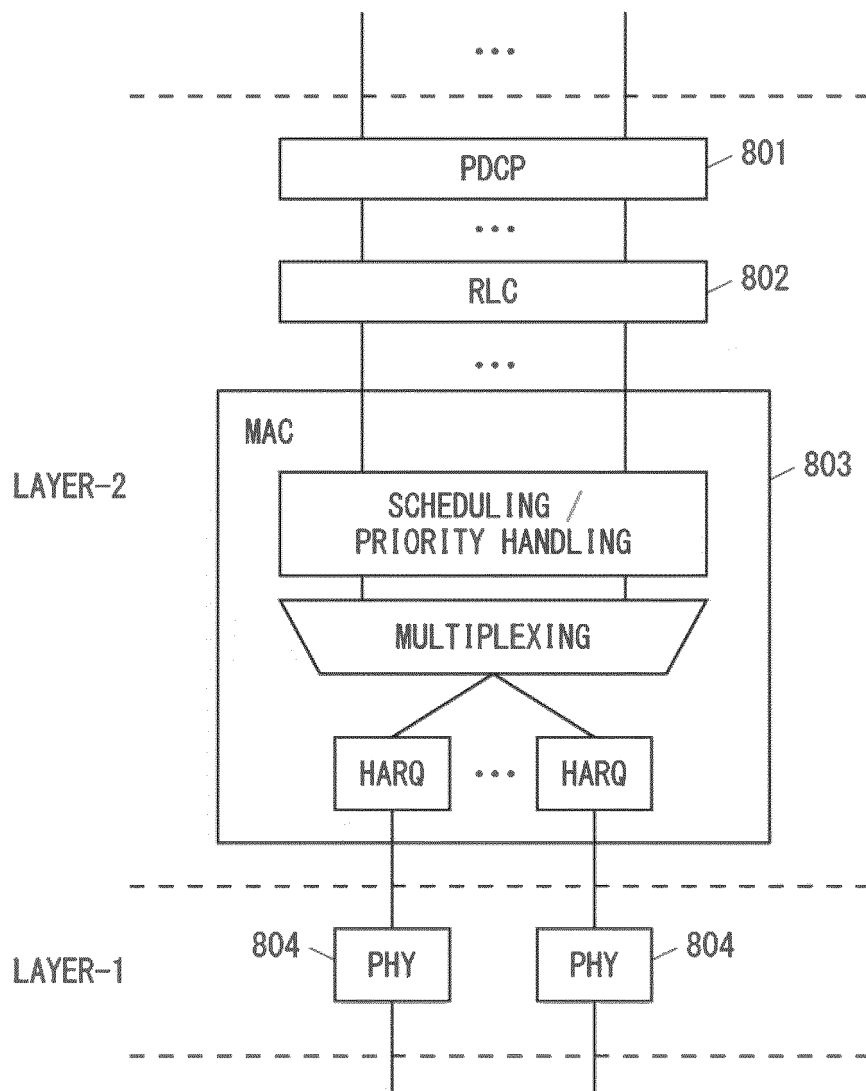 ...
PDCP
801
...
RLC
802
...
MAC
803
LAYER-2
SCHEDULING /
PRIORITY HANDLING
MULTIPLEXING
HARQ ... HARQ
804
PHY
PHY
804
LAYER-1